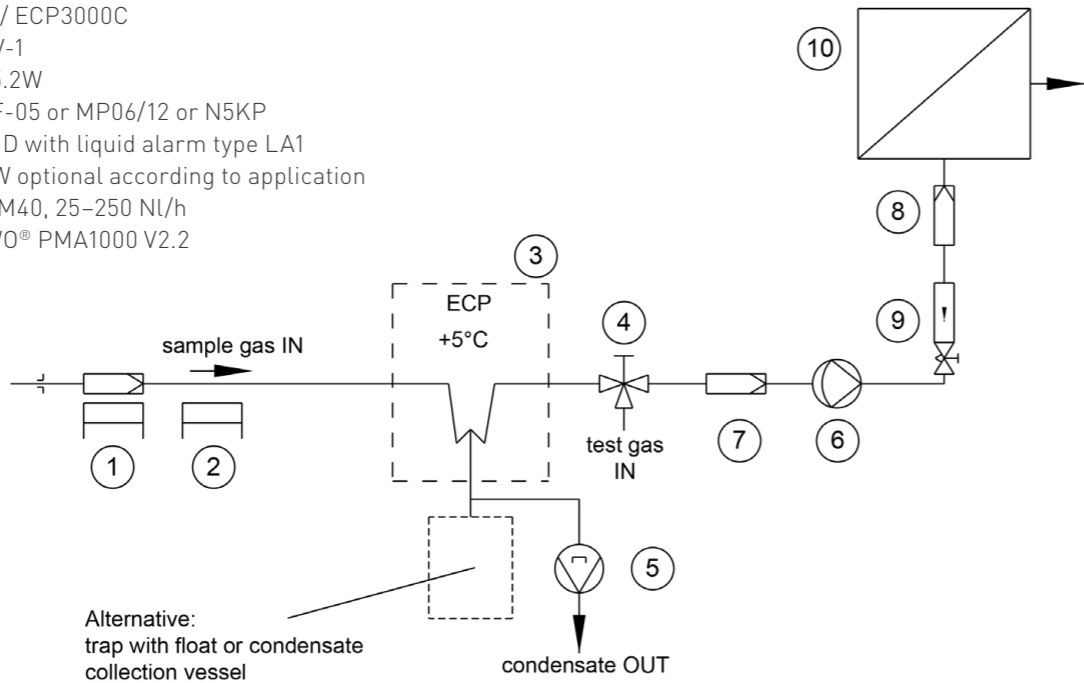 / ECP3000C
/-1
.2W
F-05 or MP06/12 or N5KP
-D with liquid alarm type LA1
W optional according to application
M40, 25–250 Nl/h
/O® PMA1000 V2.2
10
8
3
ECP
+5°C
4
9
sample gas IN
test gas
IN
1
2
7
6
5
Alternative:
trap with float or condensate
collection vessel
condensate OUT